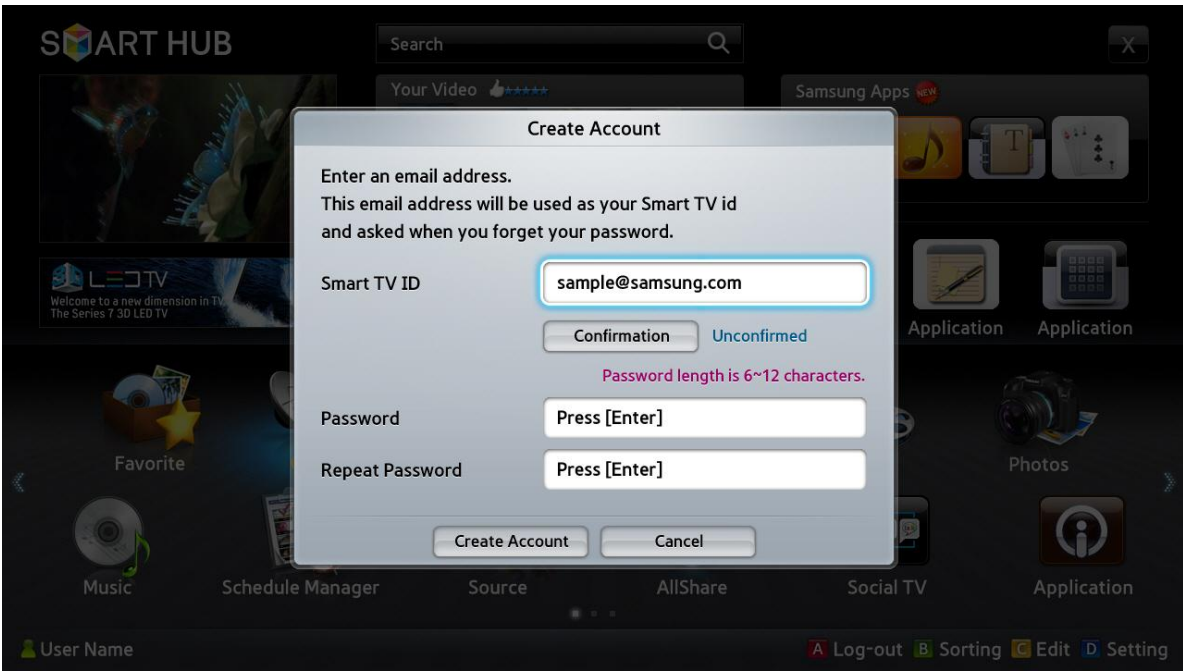 SMART HUB
Search
X
Your Video
Samsung Apps NEW
T
Create Account
Enter an email address.
This email address will be used as your Smart TV id
and asked when you forget your password.
Smart TV ID
sample@samsung.com
Confirmation
Unconfirmed
Password length is 6~12 characters.
Password
Press [Enter]
Repeat Password
Press [Enter]
Create Account
Cancel
LED TV
Welcome to a new dimension in TV
The Series 7 3D LED TV
Application
Application
Favorite
Photos
Music
Schedule Manager
Source
AllShare
Social TV
Application
User Name
A Log-out B Sorting C Edit D Setting